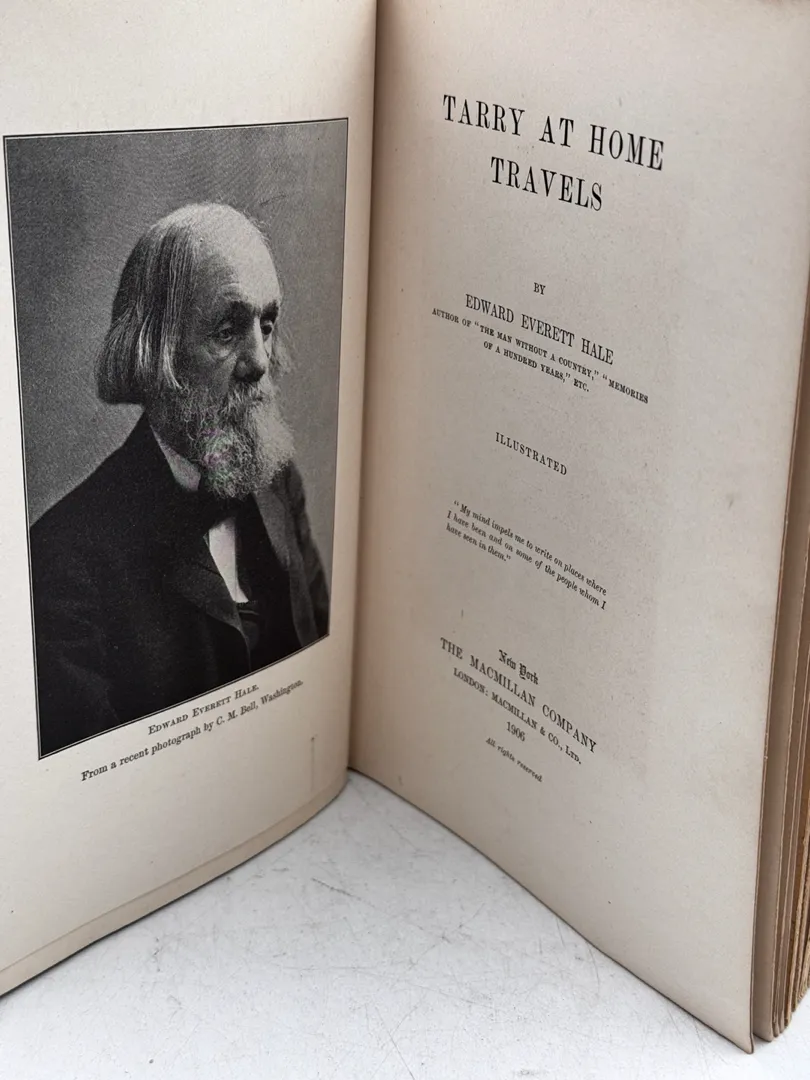 EDWARD EVERETT HALE.
From a recent photograph by C. M. Bell, Washington.
TARRY AT HOME
TRAVELS
BY
EDWARD EVERETT HALE
AUTHOR OF "THE MAN WITHOUT A COUNTRY," "MEMORIES
OF A HUNDRED YEARS," ETC.
ILLUSTRATED
"My mind impels me to write on places where
I have been and on some of the people whom I
have seen in them."
New York
THE MACMILLAN COMPANY
LONDON: MACMILLAN & CO., LTD.
1906
All rights reserved